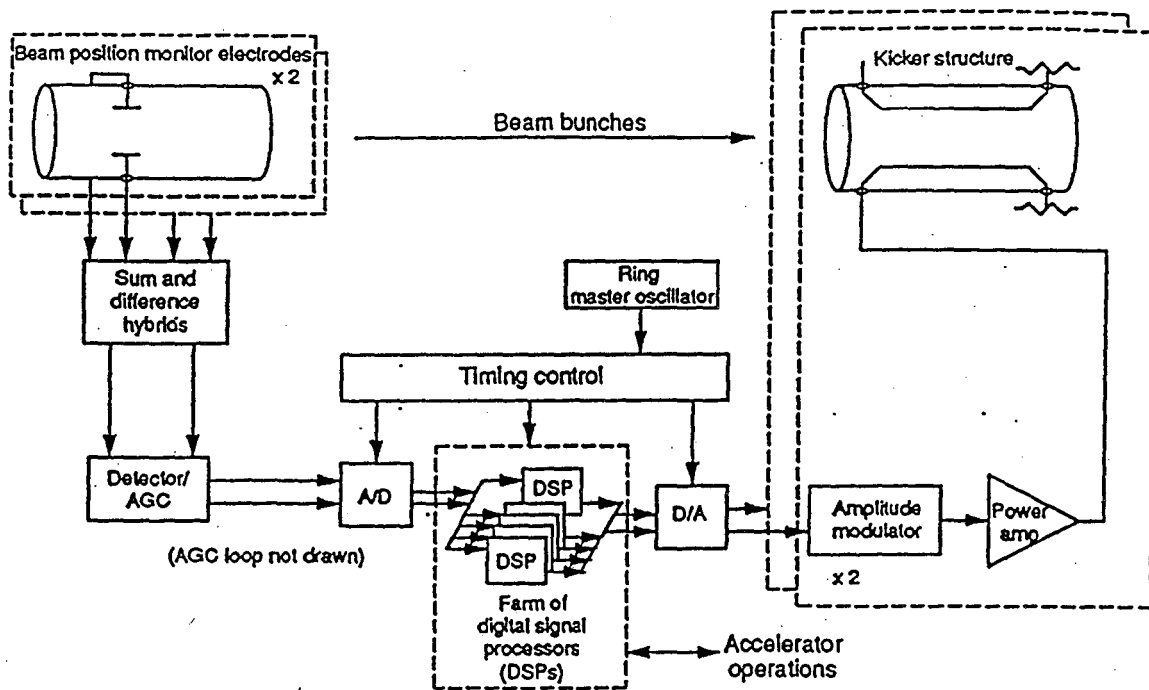 Beam position monitor electrodes
x 2
Beam bunches
Kicker structure
Sum and
difference
hybrids
Ring
master oscillator
Timing control
Detector/
AGC
A/D
DSP
DSP
D/A
Amplitude
modulator
x 2
Power
amp
(AGC loop not drawn)
Farm of
digital signal
processors
(DSPs)
Accelerator
operations